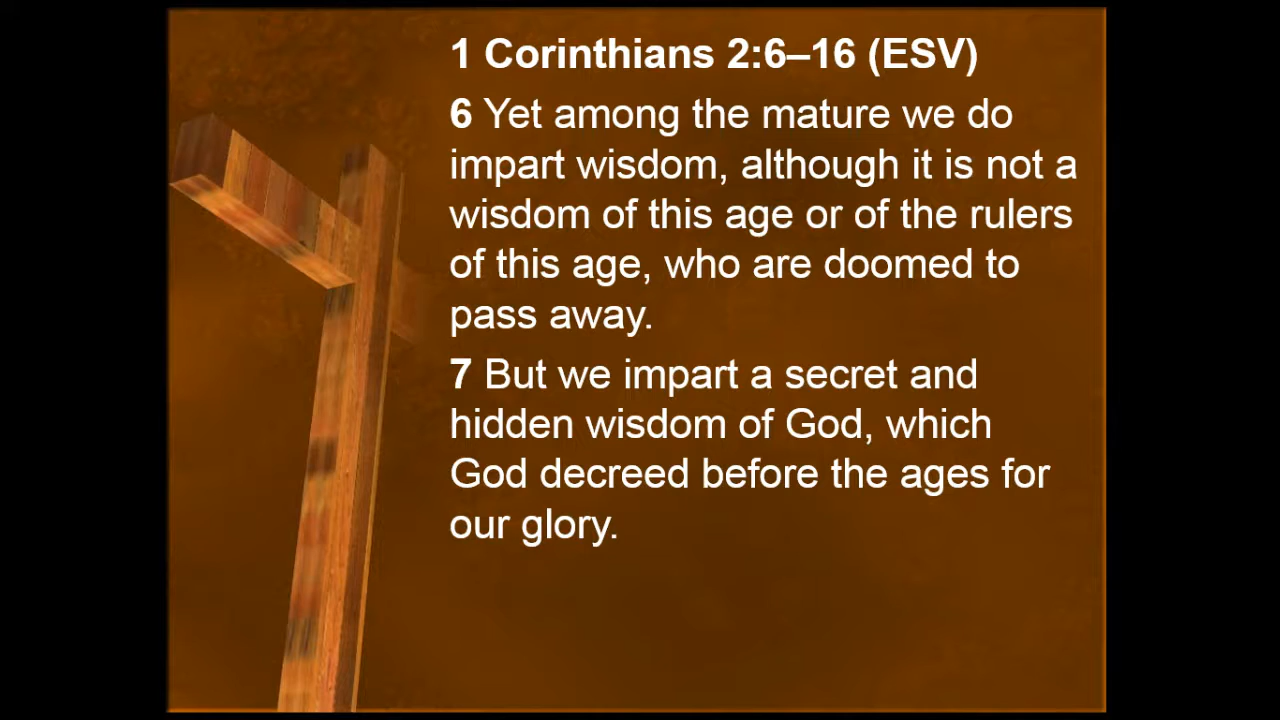 1 Corinthians 2:6–16 (ESV)
6 Yet among the mature we do
impart wisdom, although it is not a
wisdom of this age or of the rulers
of this age, who are doomed to
pass away.
7 But we impart a secret and
hidden wisdom of God, which
God decreed before the ages for
our glory.